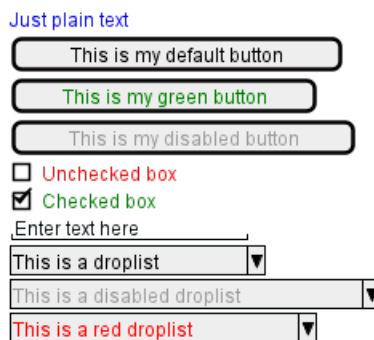 Just plain text
This is my default button
This is my green button
This is my disabled button
Unchecked box
Checked box
Enter text here
This is a droplist
This is a disabled droplist
This is a red droplist